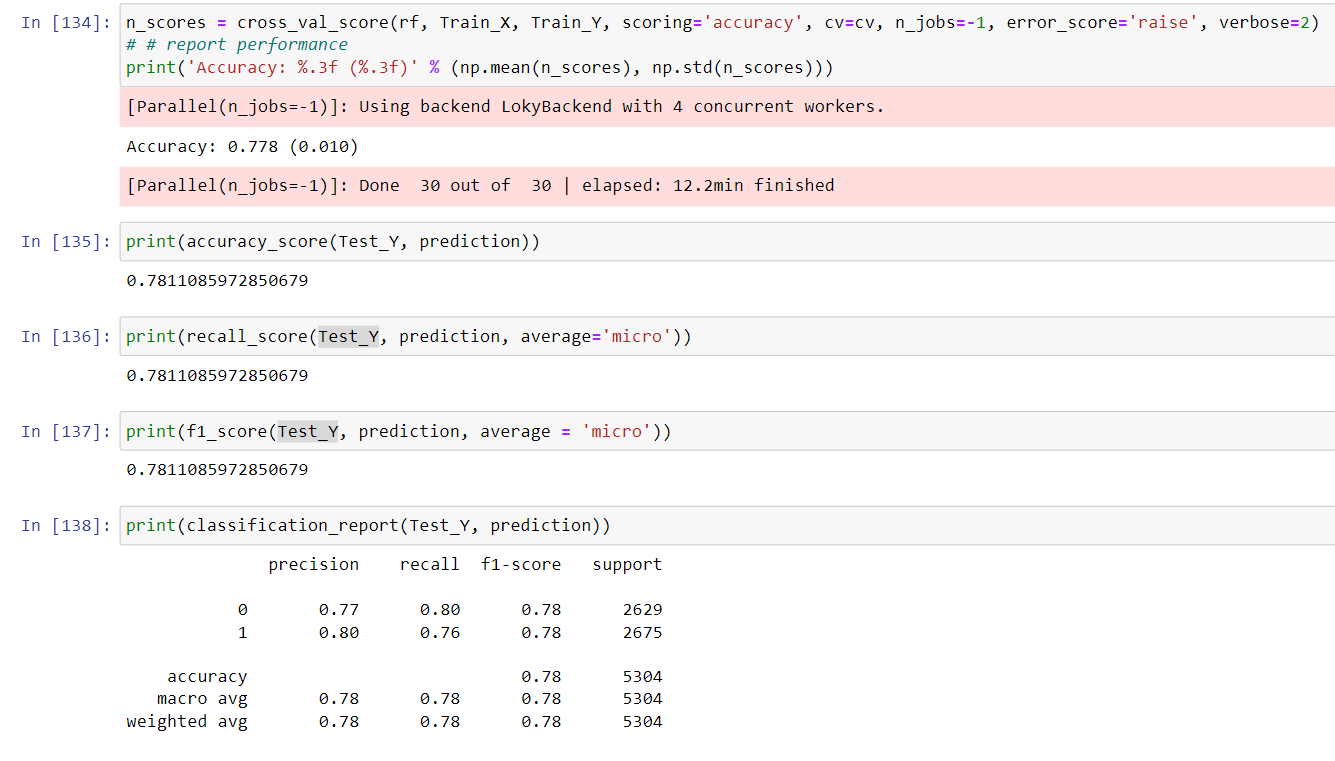 In [134]: n_scores = cross_val_score(rf, Train_X, Train_Y, scoring='accuracy', cv=cv, n_jobs=-1, error_score='raise', verbose=2)
# # report performance
print('Accuracy: %.3f (%.3f)' % (np.mean(n_scores), np.std(n_scores)))
[Parallel(n_jobs=-1)]: Using backend LokyBackend with 4 concurrent workers.
Accuracy: 0.778 (0.010)
[Parallel(n_jobs=-1)]: Done  30 out of  30 | elapsed: 12.2min finished
In [135]: print(accuracy_score(Test_Y, prediction))
0.7811085972850679
In [136]: print(recall_score(Test_Y, prediction, average='micro'))
0.7811085972850679
In [137]: print(f1_score(Test_Y, prediction, average = 'micro'))
0.7811085972850679
In [138]: print(classification_report(Test_Y, prediction))
precision    recall  f1-score   support
0       0.77      0.80      0.78      2629
1       0.80      0.76      0.78      2675
accuracy                           0.78      5304
macro avg       0.78      0.78      0.78      5304
weighted avg       0.78      0.78      0.78      5304